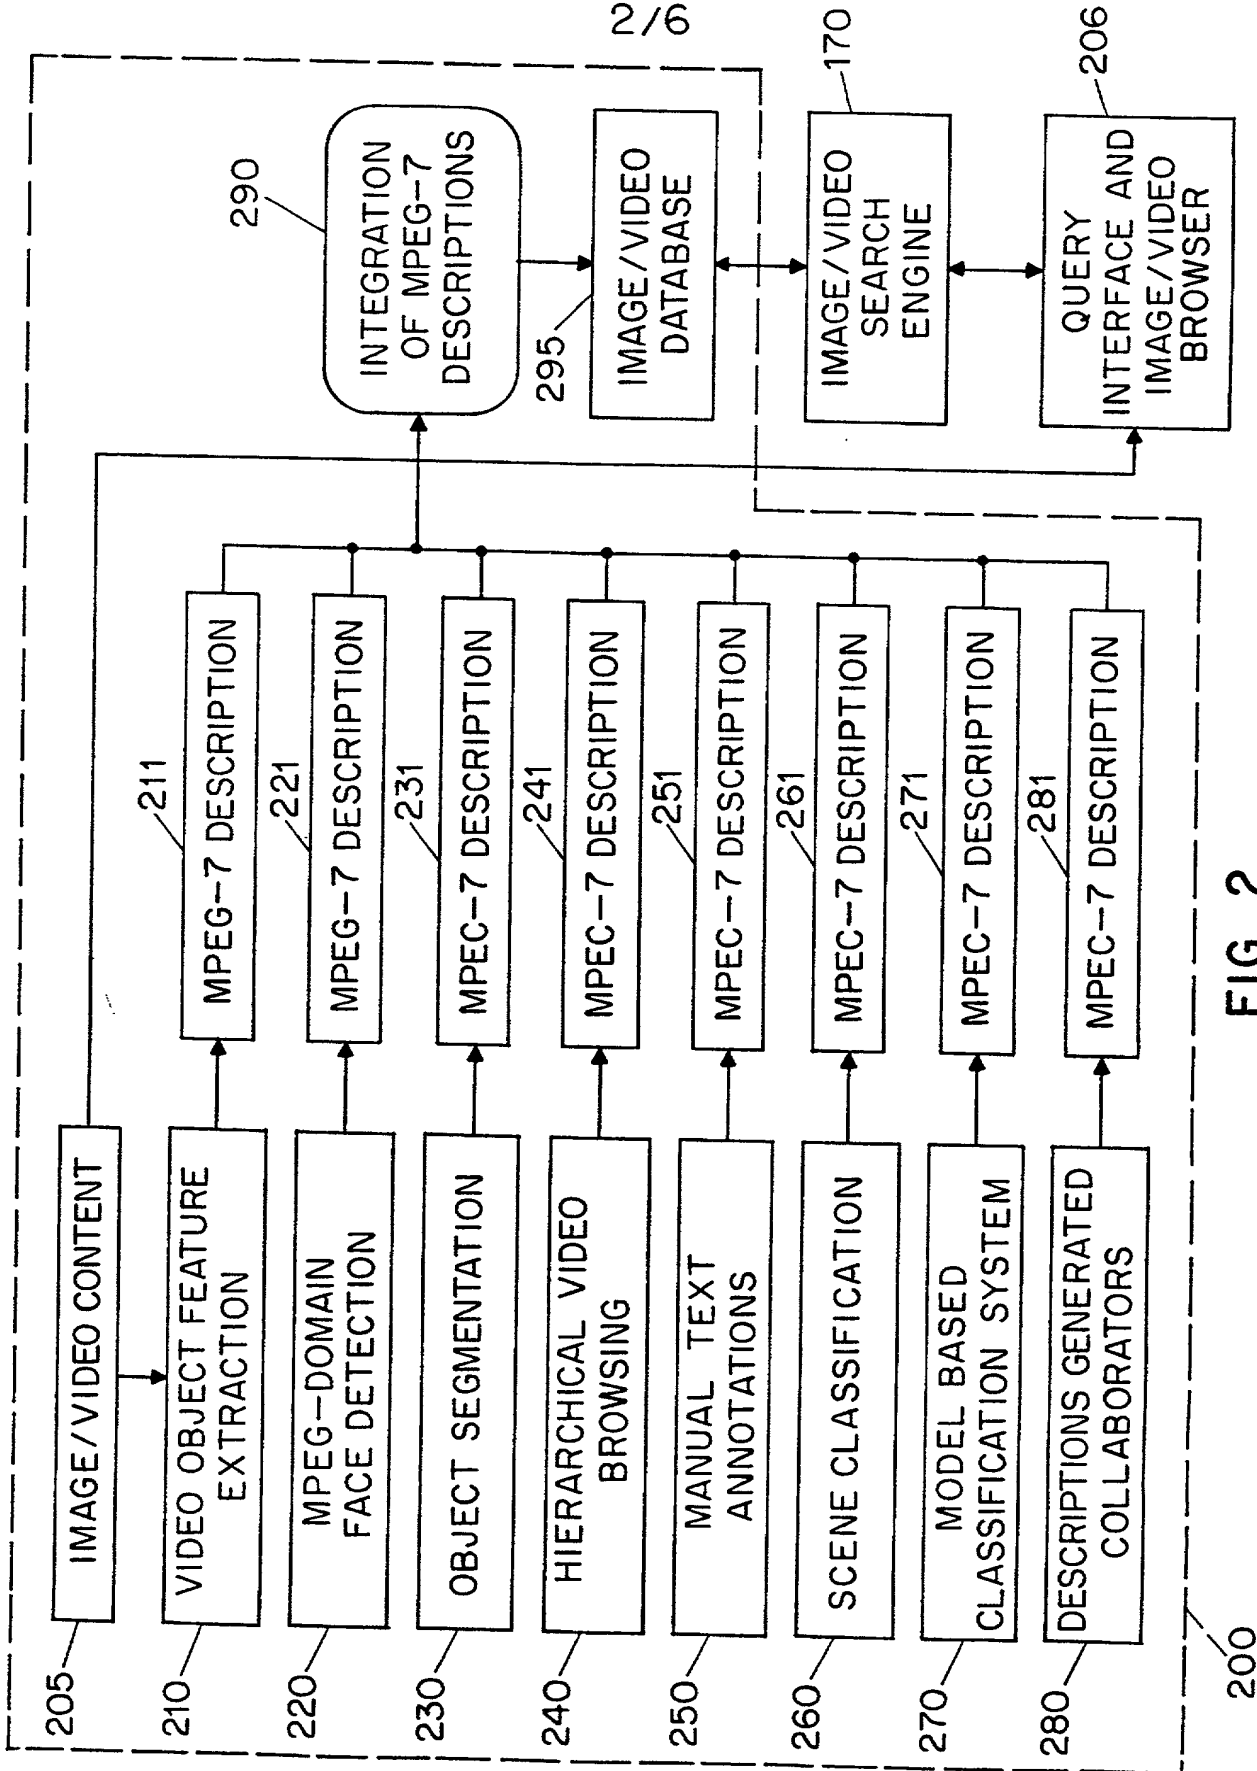 2/6
205
IMAGE/VIDEO CONTENT
210
VIDEO OBJECT FEATURE
EXTRACTION
211
MPEG-7 DESCRIPTION
220
MPEG-DOMAIN
FACE DETECTION
221
MPEG-7 DESCRIPTION
230
OBJECT SEGMENTATION
231
MPEC-7 DESCRIPTION
240
HIERARCHICAL VIDEO
BROWSING
241
MPEC-7 DESCRIPTION
250
MANUAL TEXT
ANNOTATIONS
251
MPEC-7 DESCRIPTION
260
SCENE CLASSIFICATION
261
MPEC-7 DESCRIPTION
270
MODEL BASED
CLASSIFICATION SYSTEM
271
MPEC-7 DESCRIPTION
280
DESCRIPTIONS GENERATED
COLLABORATORS
281
MPEC-7 DESCRIPTION
290
INTEGRATION
OF MPEG-7
DESCRIPTIONS
295
IMAGE/VIDEO
DATABASE
170
IMAGE/VIDEO
SEARCH
ENGINE
206
QUERY
INTERFACE AND
IMAGE/VIDEO
BROWSER
200
FIG 2